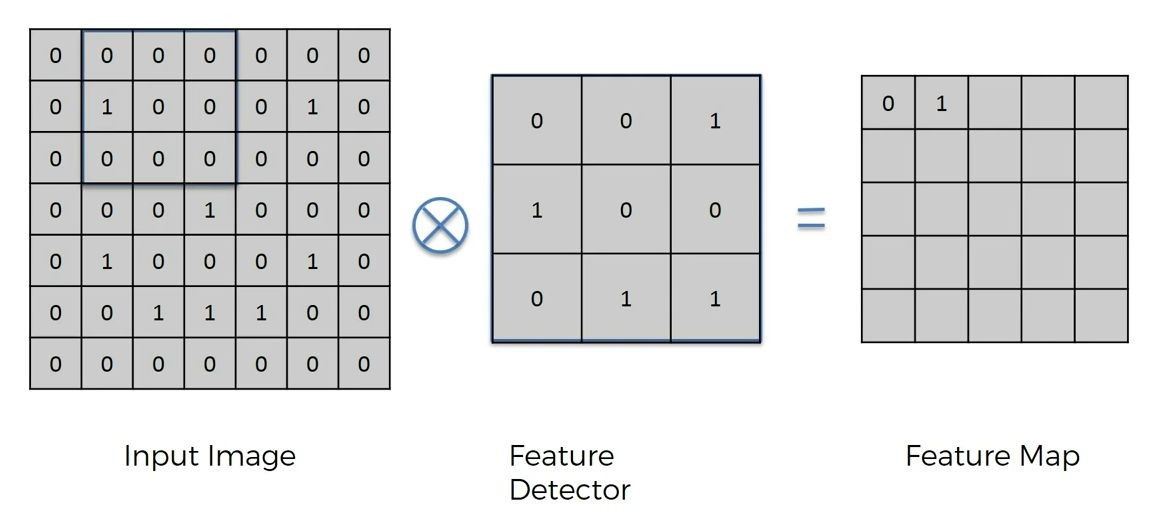 0 0 0 0 0 0 0
0 1 0 0 0 1 0
0 0 0 0 0 0 0
0 0 0 1 0 0 0
0 1 0 0 0 1 0
0 0 1 1 1 0 0
0 0 0 0 0 0 0
Input Image
0 0 1
1 0 0
0 1 1
Feature
Detector
=
0 1
Feature Map